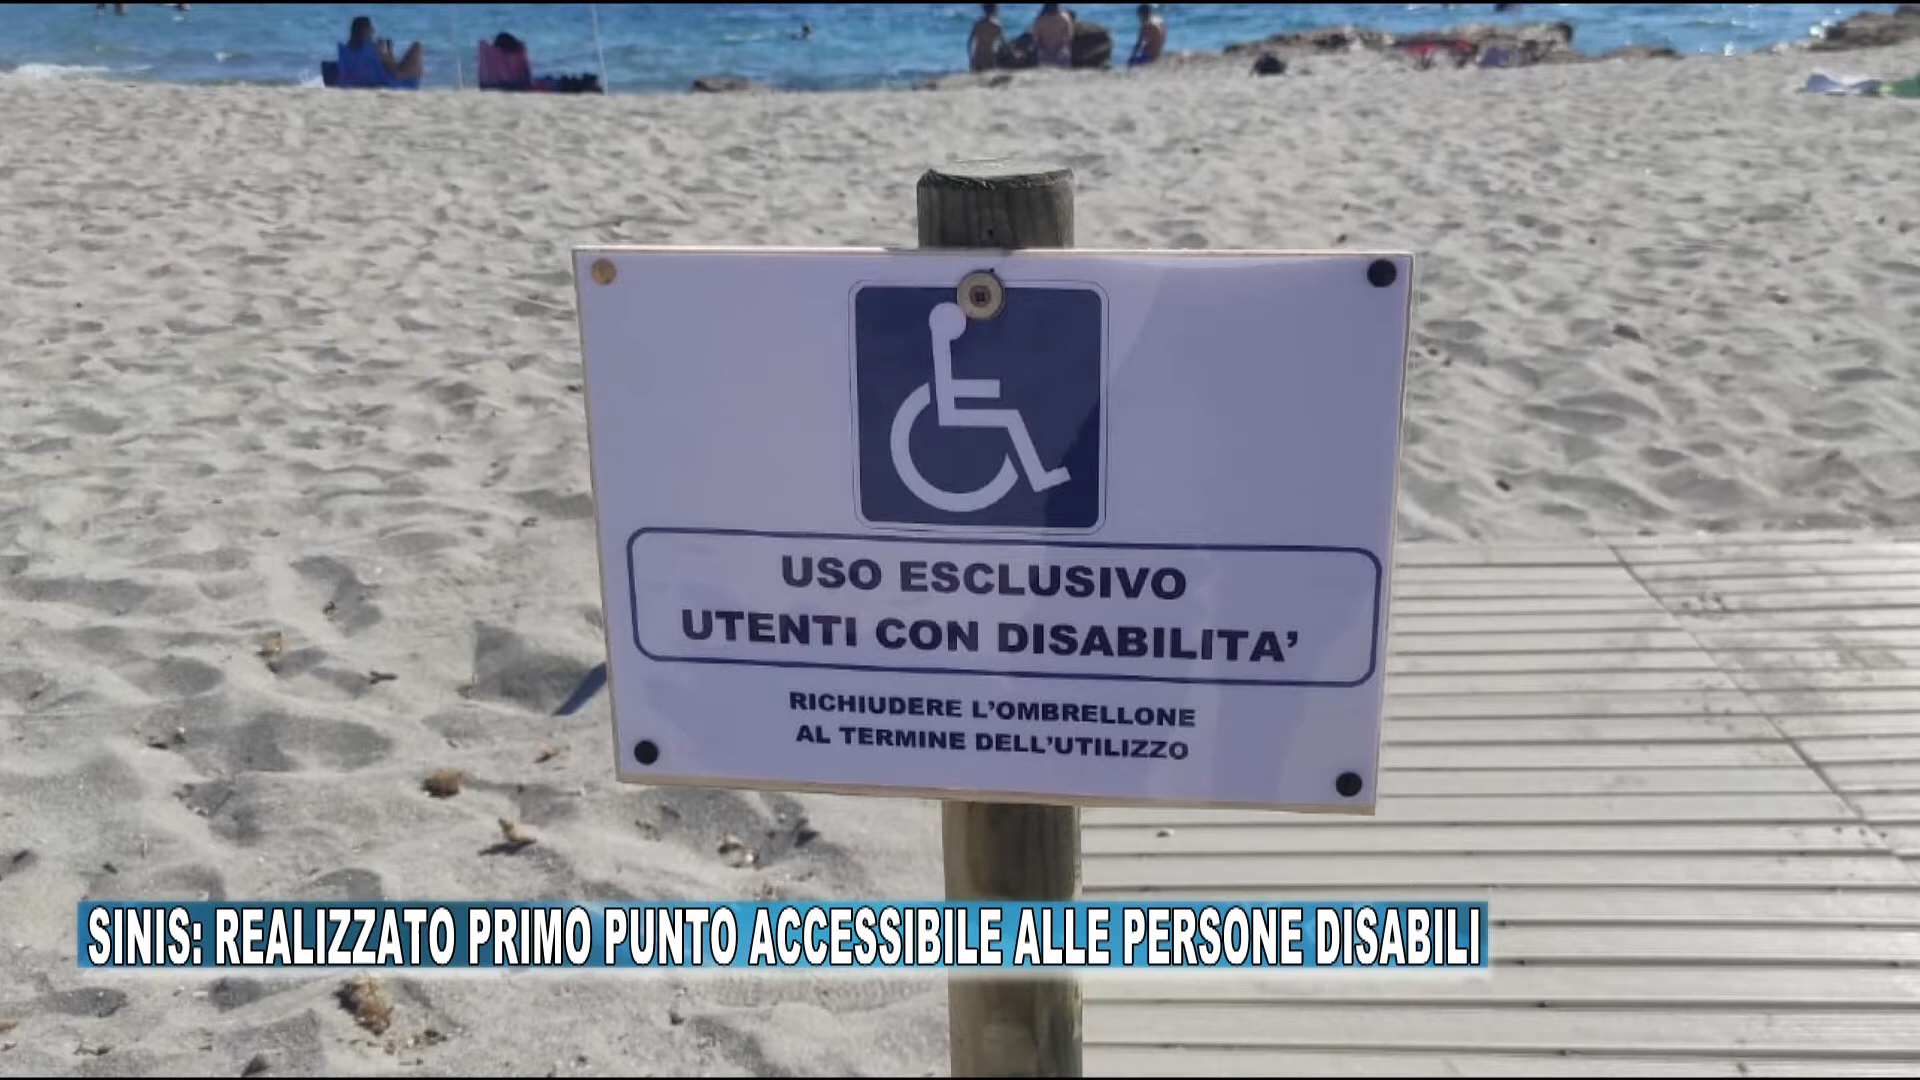 USO ESCLUSIVO
UTENTI CON DISABILITA’
RICHIUDERE L’OMBRELLONE
AL TERMINE DELL’UTILIZZO
SINIS: REALIZZATO PRIMO PUNTO ACCESSIBILE ALLE PERSONE DISABILI